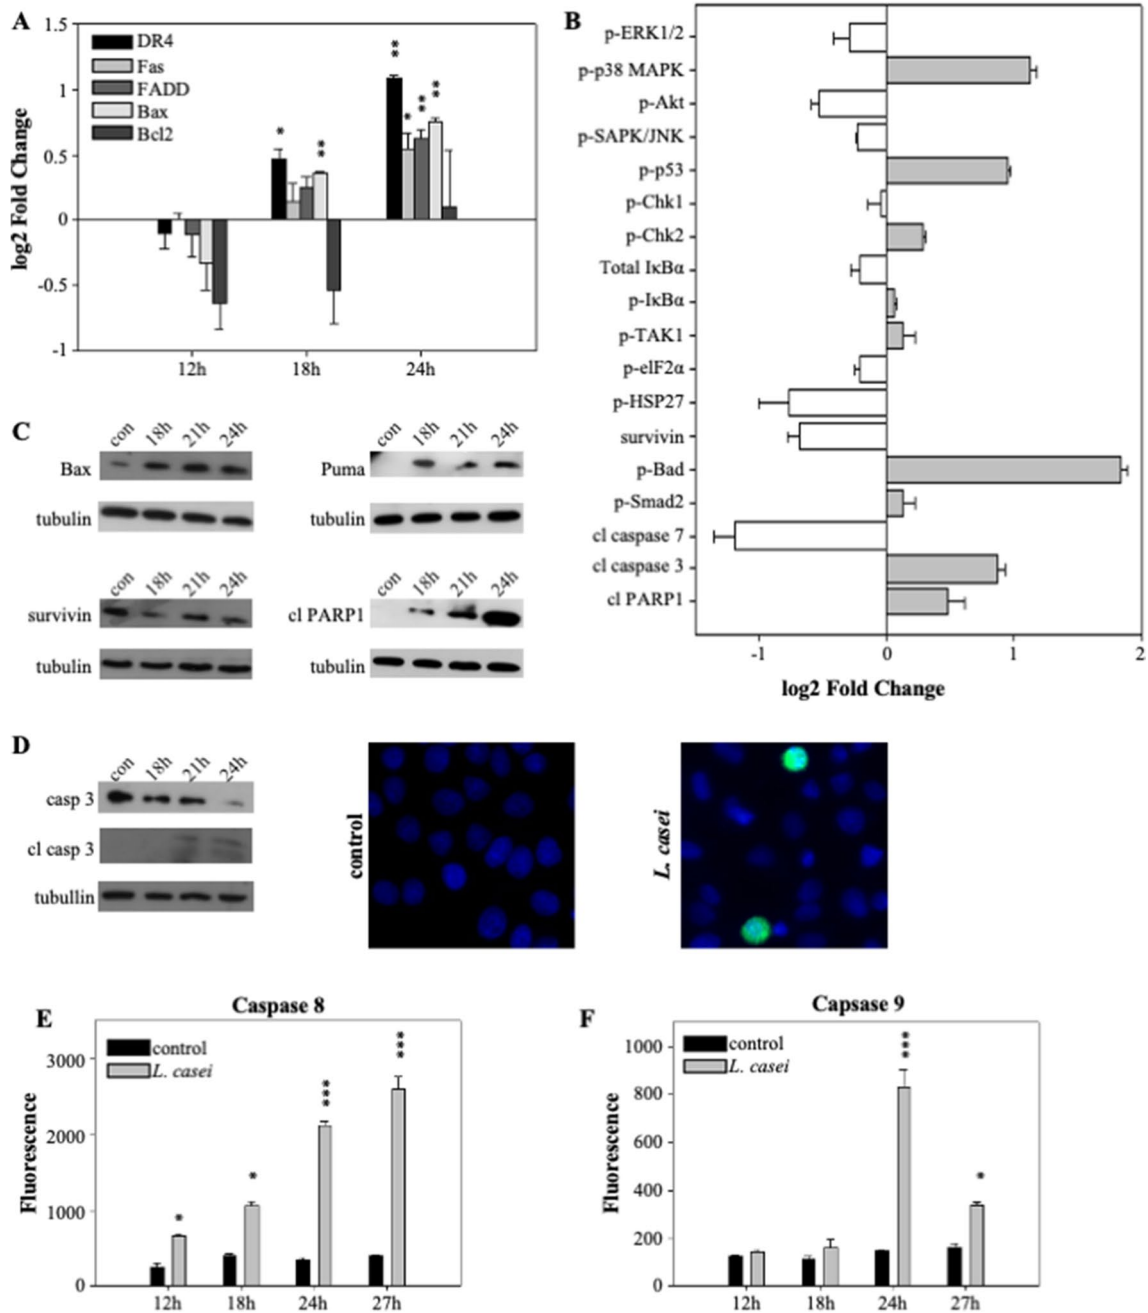 A
1.5
1
0.5
0
-0.5
-1
log2 Fold Change
DR4
Fas
FADD
Bax
Bcl2
*
**
**
*
**
**
12h
18h
24h
B
p-ERK1/2
p-p38 MAPK
p-Akt
p-SAPK/JNK
p-p53
p-Chk1
p-Chk2
Total IκBα
p-IκBα
p-TAK1
p-elF2α
p-HSP27
survivin
p-Bad
p-Smad2
cl caspase 7
cl caspase 3
cl PARP1
-1 0 1 2
log2 Fold Change
C
con 18h 21h 24h
Bax
tubulin
con 18h 21h 24h
Puma
tubulin
con 18h 21h 24h
survivin
tubulin
con 18h 21h 24h
cl PARP1
tubulin
D
con 18h 21h 24h
casp 3
cl casp 3
tubullin
control
L. casei
E
Caspase 8
control
L. casei
3000
2000
1000
0
Fluorescence
*
*
***
***
12h 18h 24h 27h
F
Capsase 9
control
L. casei
1000
800
600
400
200
0
Fluorescence
***
*
12h 18h 24h 27h